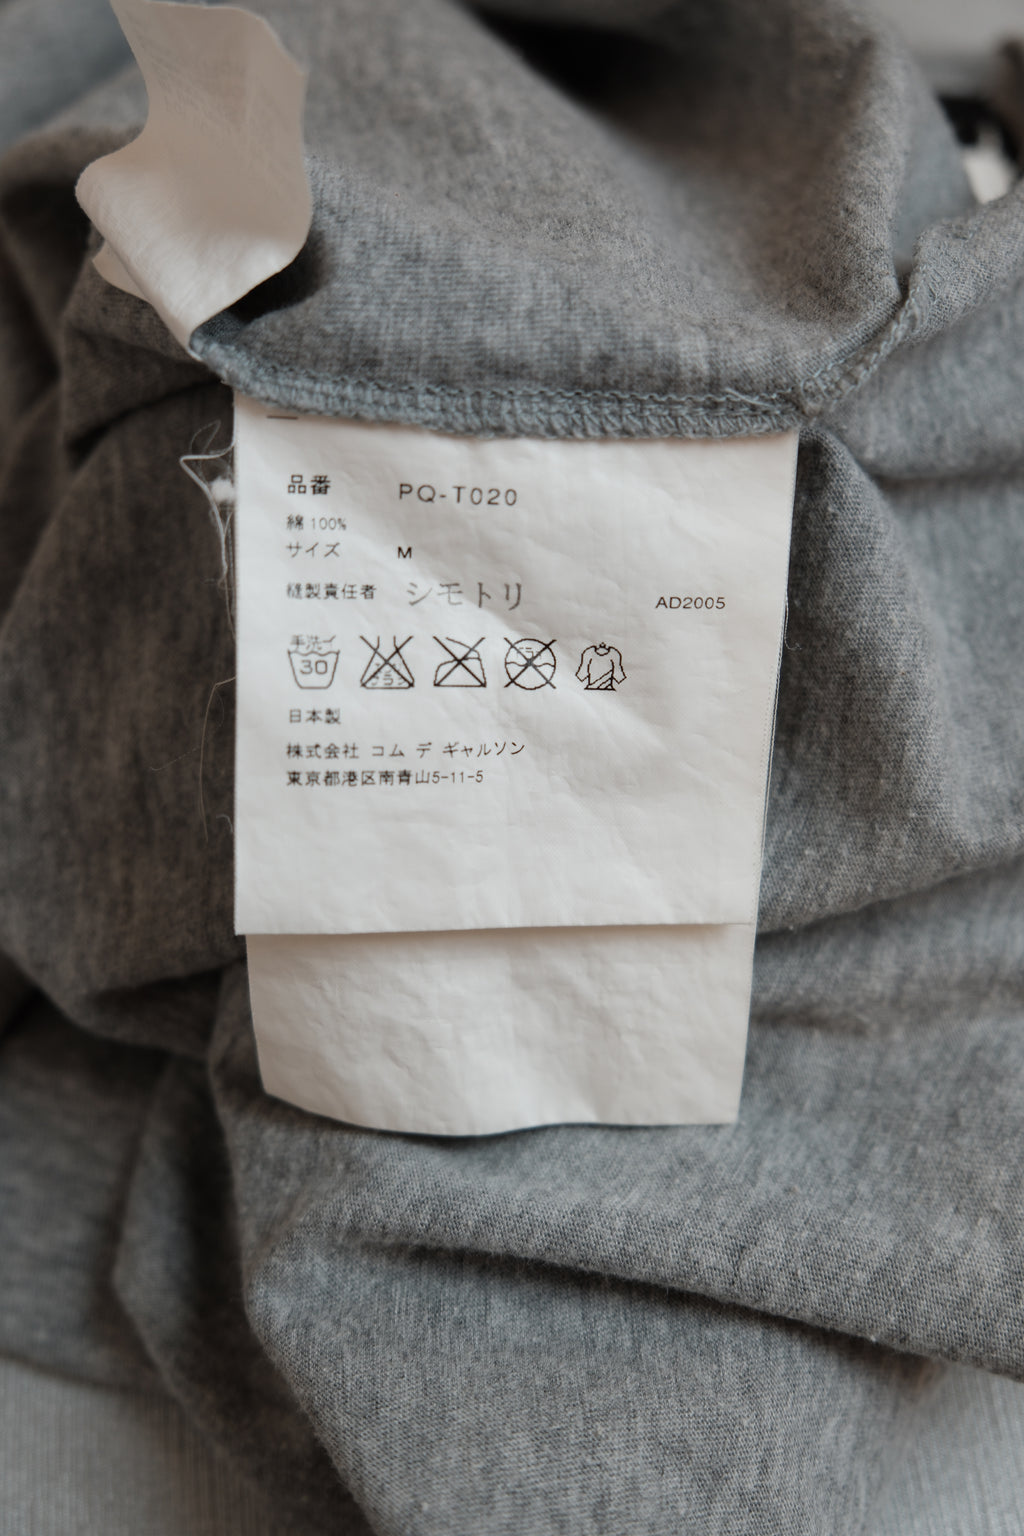 品番 PQ-T020
綿 100%
サイズ M
縫製責任者 シモトリ AD2005
手洗イ
30
日本製
株式会社 コム デ ギャルソン
東京都港区南青山5-11-5